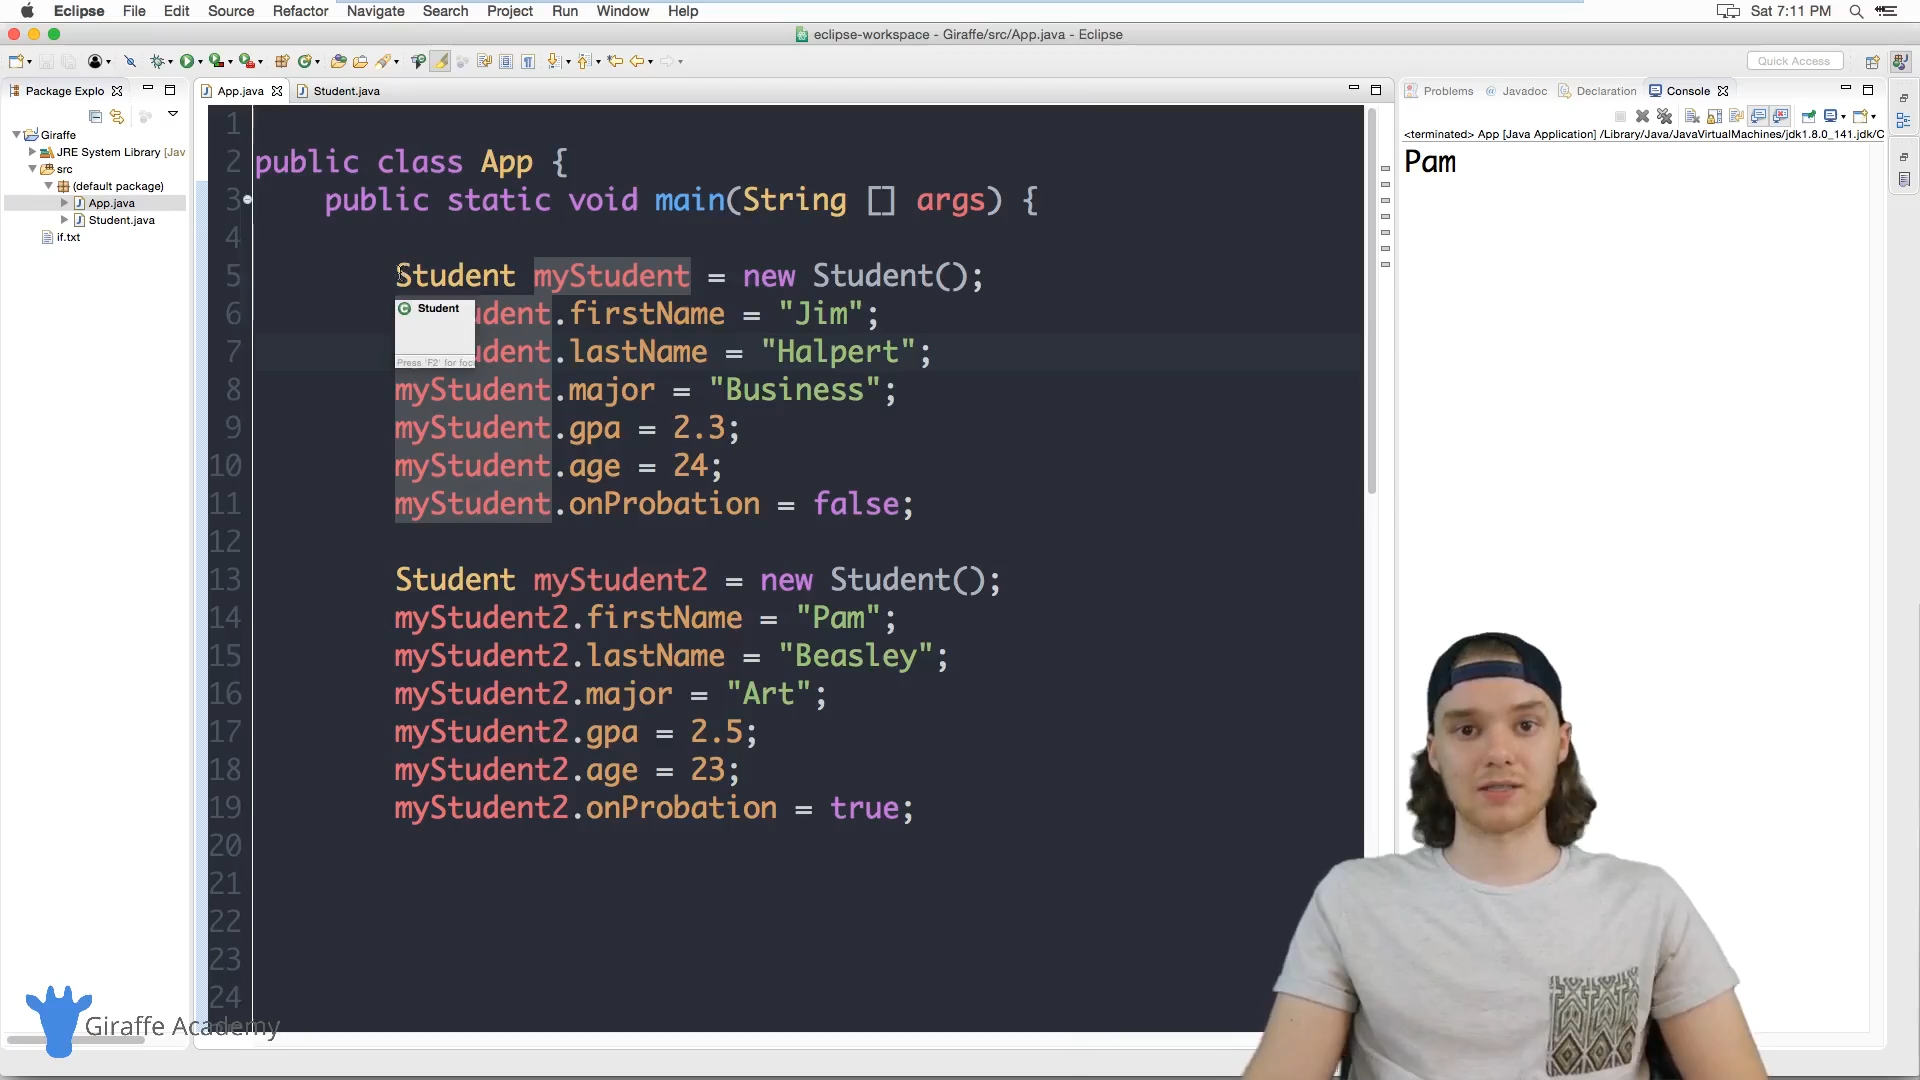 Eclipse File Edit Source Refactor Navigate Search Project Run Window Help Sat 7:11 PM
eclipse-workspace - Giraffe/src/App.java - Eclipse
Quick Access
Package Explo
App.java Student.java
Problems @ Javadoc Declaration Console
Giraffe
JRE System Library [Jav
src
(default package)
App.java
Student.java
if.txt
<terminated> App [Java Application] /Library/Java/JavaVirtualMachines/jdk1.8.0_141.jdk/C
Pam
1
2 public class App {
3 public static void main(String [] args) {
4
5 Student myStudent = new Student();
6 udent.firstName = "Jim";
7 udent.lastName = "Halpert";
Student
Press 'F2' for foc
8 myStudent.major = "Business";
9 myStudent.gpa = 2.3;
10 myStudent.age = 24;
11 myStudent.onProbation = false;
12
13 Student myStudent2 = new Student();
14 myStudent2.firstName = "Pam";
15 myStudent2.lastName = "Beasley";
16 myStudent2.major = "Art";
17 myStudent2.gpa = 2.5;
18 myStudent2.age = 23;
19 myStudent2.onProbation = true;
20
21
22
23
24
Giraffe Academy